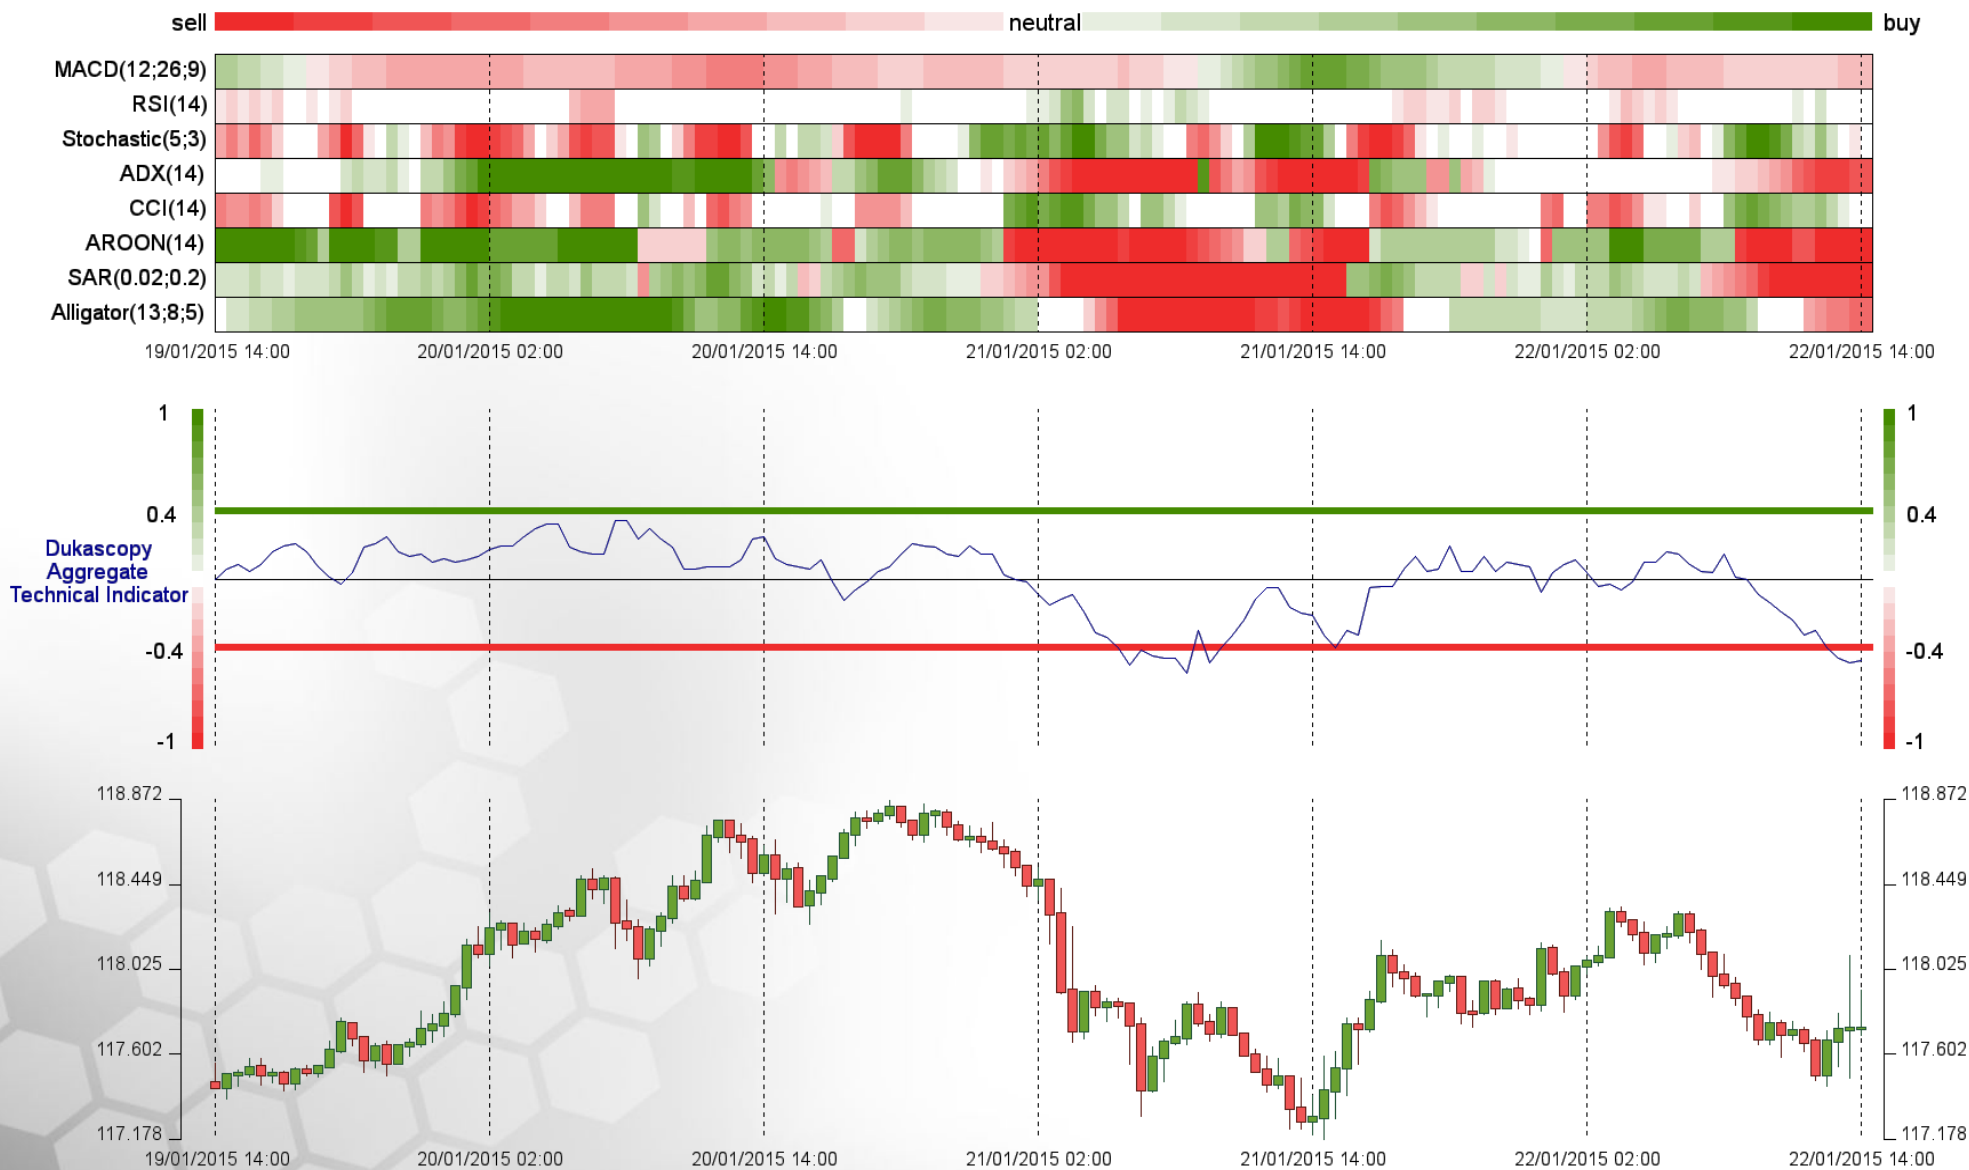 sell neutral buy
MACD(12;26;9)
RSI(14)
Stochastic(5;3)
ADX(14)
CCI(14)
AROON(14)
SAR(0.02;0.2)
Alligator(13;8;5)
19/01/2015 14:00 20/01/2015 02:00 20/01/2015 14:00 21/01/2015 02:00 21/01/2015 14:00 22/01/2015 02:00 22/01/2015 14:00
1 1
0.4 0.4
Dukascopy
Aggregate
Technical Indicator
-0.4 -0.4
-1 -1
118.872 118.872
118.449 118.449
118.025 118.025
117.602 117.602
117.178 117.178
19/01/2015 14:00 20/01/2015 02:00 20/01/2015 14:00 21/01/2015 02:00 21/01/2015 14:00 22/01/2015 02:00 22/01/2015 14:00